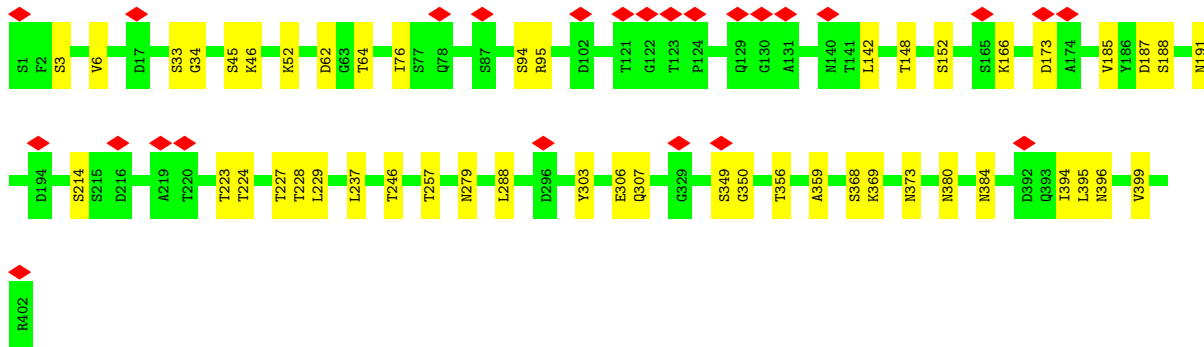 S1 F2 S3 V6 D17 S33 G34 S45 K46 K52 D62 G63 T64 I76 S77 Q78 S87 S94 R95 D102 T121 G122 T123 P124 Q129 G130 A131 N140 T141 L142 T148 S152 S165 K166 D173 A174 V185 Y186 D187 S188 N191
D194 S214 S215 D216 A219 T220 T223 T224 T227 T228 L229 L237 T246 T257 N279 L288 D296 Y303 E306 Q307 G329 S349 G350 T356 A359 S368 K369 N373 N380 N384 D392 Q393 I394 L395 N396 V399
R402